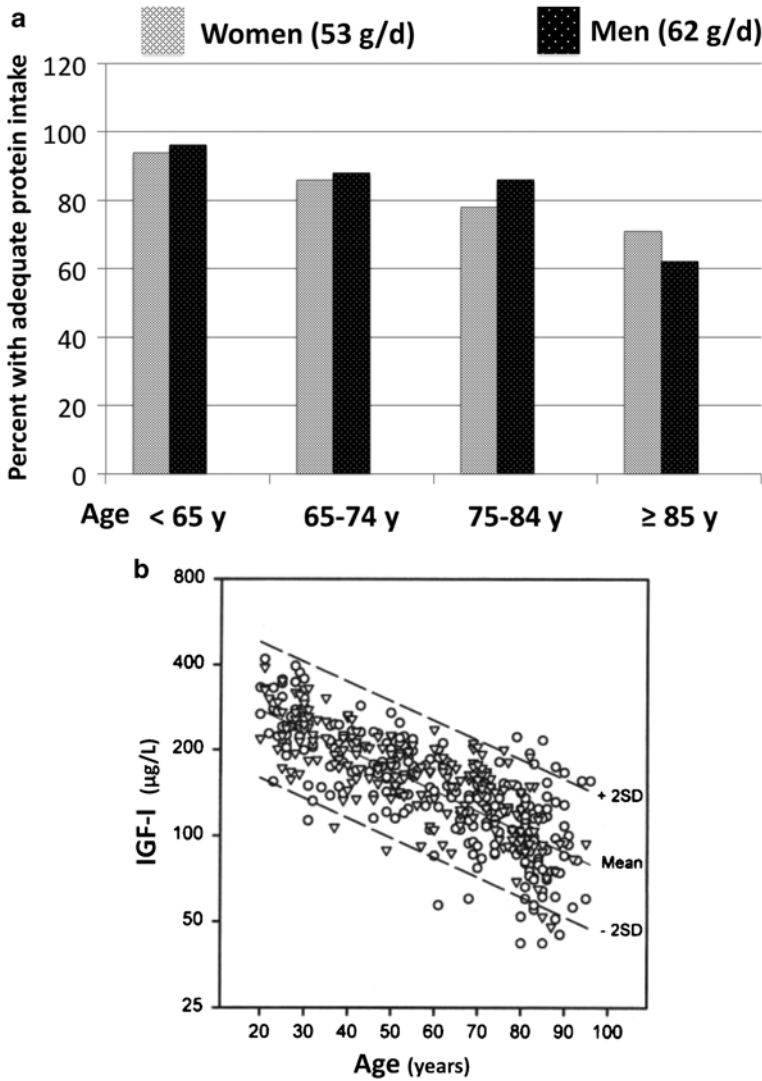 a
Women (53 g/d)
Men (62 g/d)
Percent with adequate protein intake
120
100
80
60
40
20
0
Age < 65 y 65-74 y 75-84 y ≥ 85 y
b
IGF-I (µg/L)
800
400
200
100
50
25
+ 2SD
Mean
- 2SD
20 30 40 50 60 70 80 90 100
Age (years)